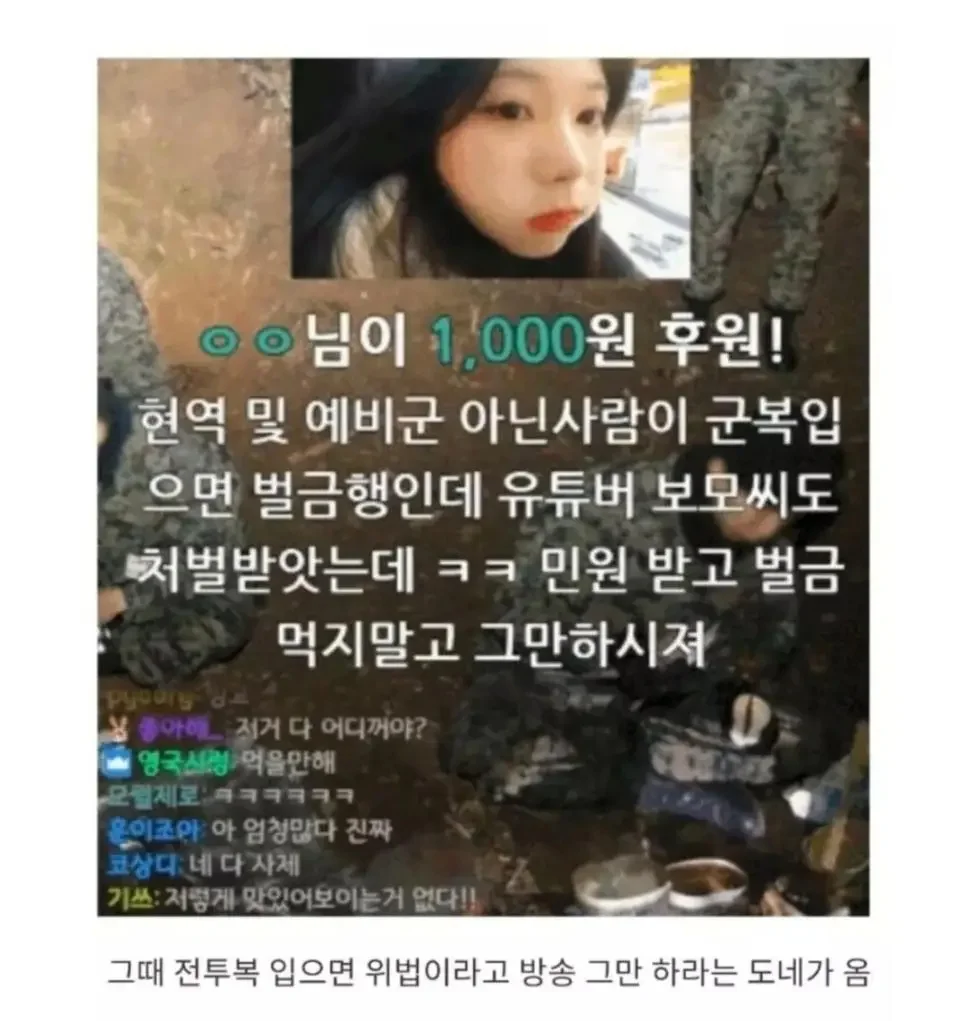 ㅇㅇ님이 1,000원 후원!
현역 및 예비군 아닌사람이 군복입
으면 벌금행인데 유튜버 보모씨도
처벌받앗는데 ㅋㅋ 민원 받고 벌금
먹지말고 그만하시져
좋아해_ 저거 다 어디꺼야?
영국시렁 먹을만해
모렬제로: ㅋㅋㅋㅋㅋㅋ
훈이조아: 아 엄청많다 진짜
코상디: 네 다 사제
기쓰: 저렇게 맛있어보이는거 없다!!
그때 전투복 입으면 위법이라고 방송 그만 하라는 도네가 옴